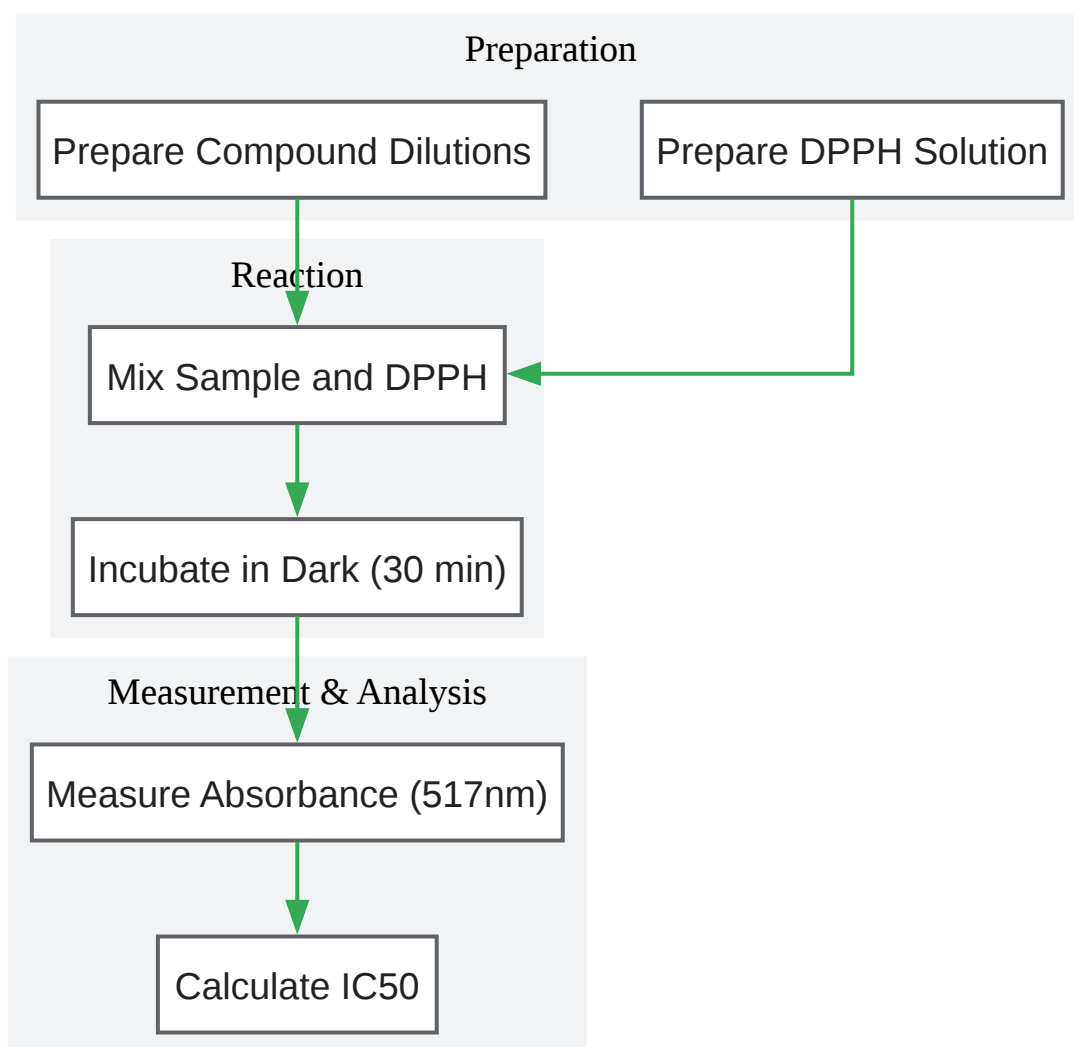 Preparation
Prepare Compound Dilutions
Prepare DPPH Solution
Reaction
Mix Sample and DPPH
Incubate in Dark (30 min)
Measurement & Analysis
Measure Absorbance (517nm)
Calculate IC50